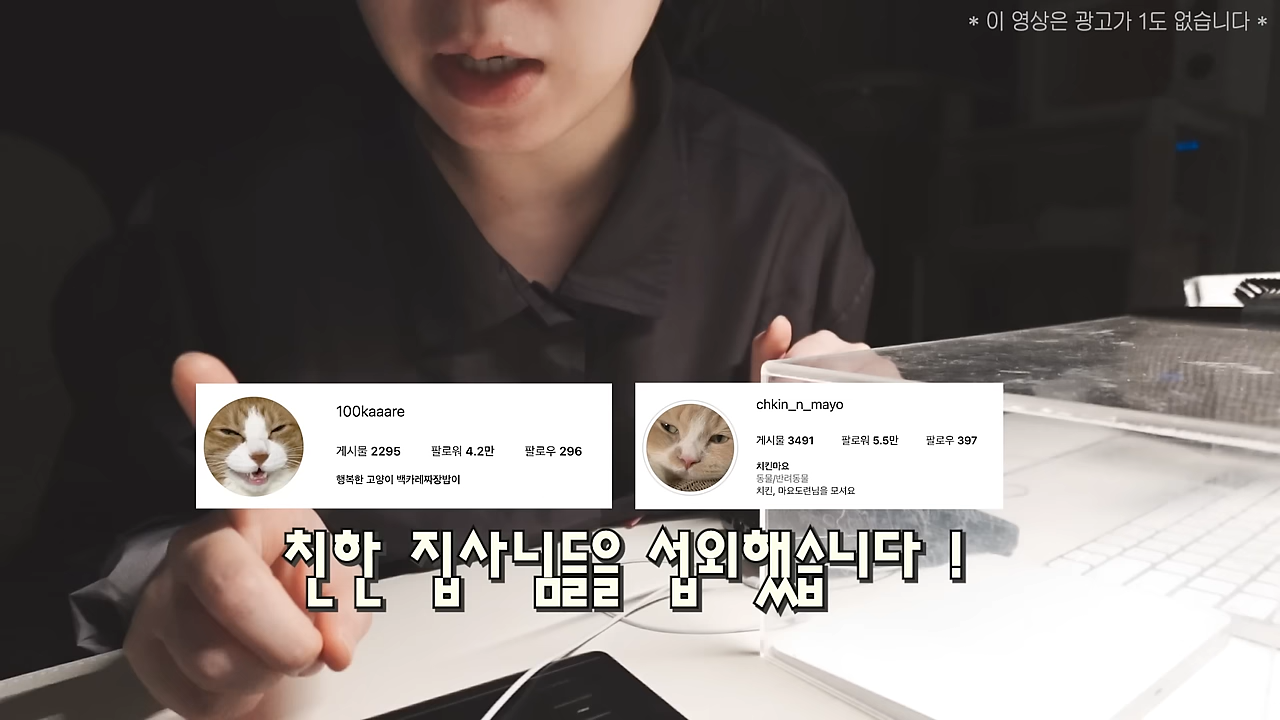 * 이 영상은 광고가 1도 없습니다 *
100kaaare
게시물 2295 팔로워 4.2만 팔로우 296
행복한 고양이 백카레짜장밥이
chkin_n_mayo
게시물 3491 팔로워 5.5만 팔로우 397
치킨마요
동물/반려동물
치킨, 마요도련님을 모셔요
친한 집사님들을 섭외했습니다 !